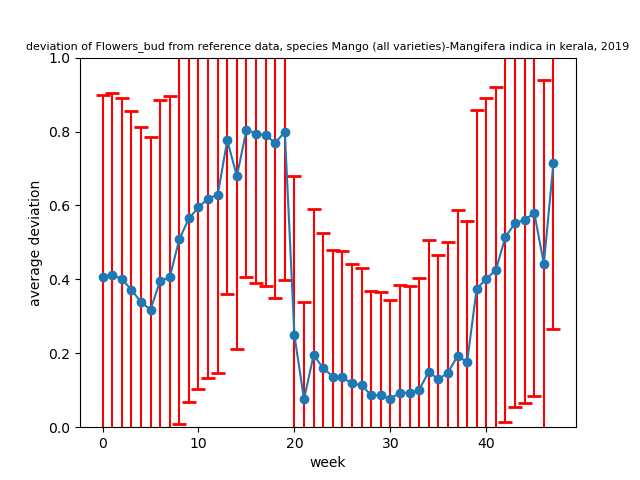 deviation of Flowers_bud from reference data, species Mango (all varieties)-Mangifera indica in kerala, 2019
1.0
0.8
0.6
0.4
0.2
0.0
average deviation
0 10 20 30 40
week